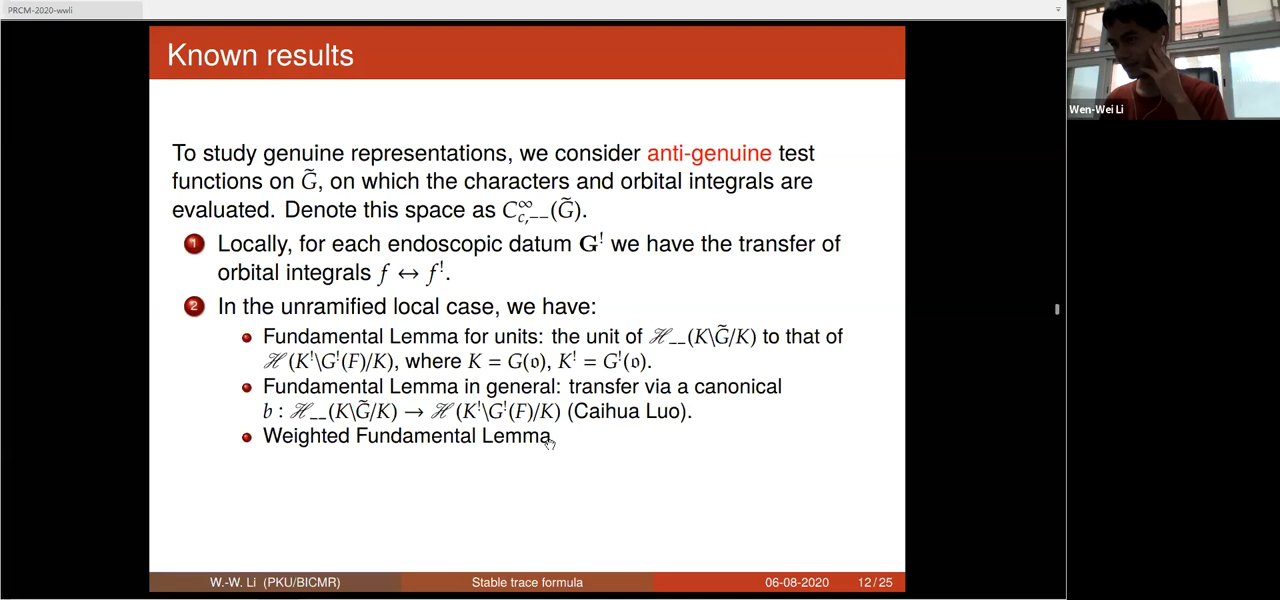 PRCM-2020-wwli
Known results
Wen-Wei Li
To study genuine representations, we consider anti-genuine test
functions on G̃, on which the characters and orbital integrals are
evaluated. Denote this space as C^∞_{c,−−}(G̃).
1 Locally, for each endoscopic datum G^! we have the transfer of
orbital integrals f ↔ f^!.
2 In the unramified local case, we have:
• Fundamental Lemma for units: the unit of ℋ_{−−}(K\G̃/K) to that of
ℋ(K^!\G^!(F)/K), where K = G(𝔬), K^! = G^!(𝔬).
• Fundamental Lemma in general: transfer via a canonical
b : ℋ_{−−}(K\G̃/K) → ℋ(K^!\G^!(F)/K) (Caihua Luo).
• Weighted Fundamental Lemma
W.-W. Li (PKU/BICMR) Stable trace formula 06-08-2020 12 / 25